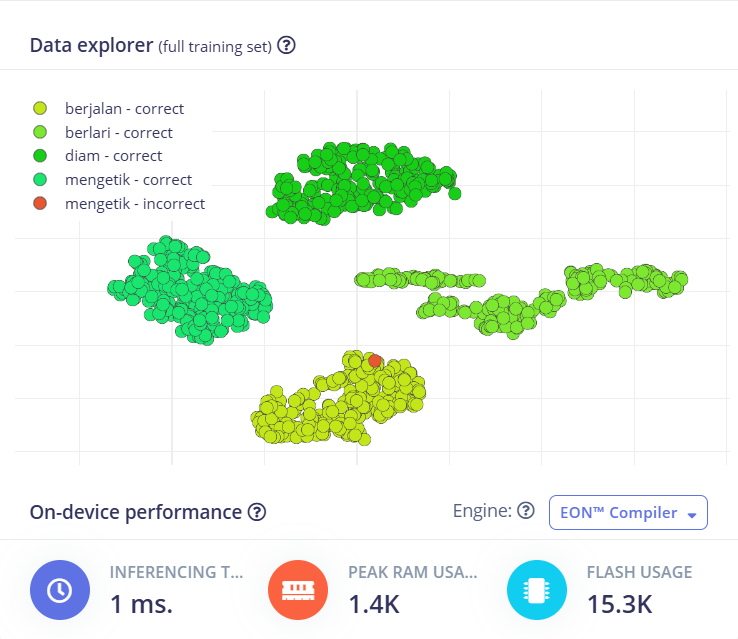 Data explorer (full training set) ?
berjalan - correct
berlari - correct
diam - correct
mengetik - correct
mengetik - incorrect
On-device performance ?
Engine: ?
EON™ Compiler
INFERENCING T...
1 ms.
PEAK RAM USA...
1.4K
FLASH USAGE
15.3K